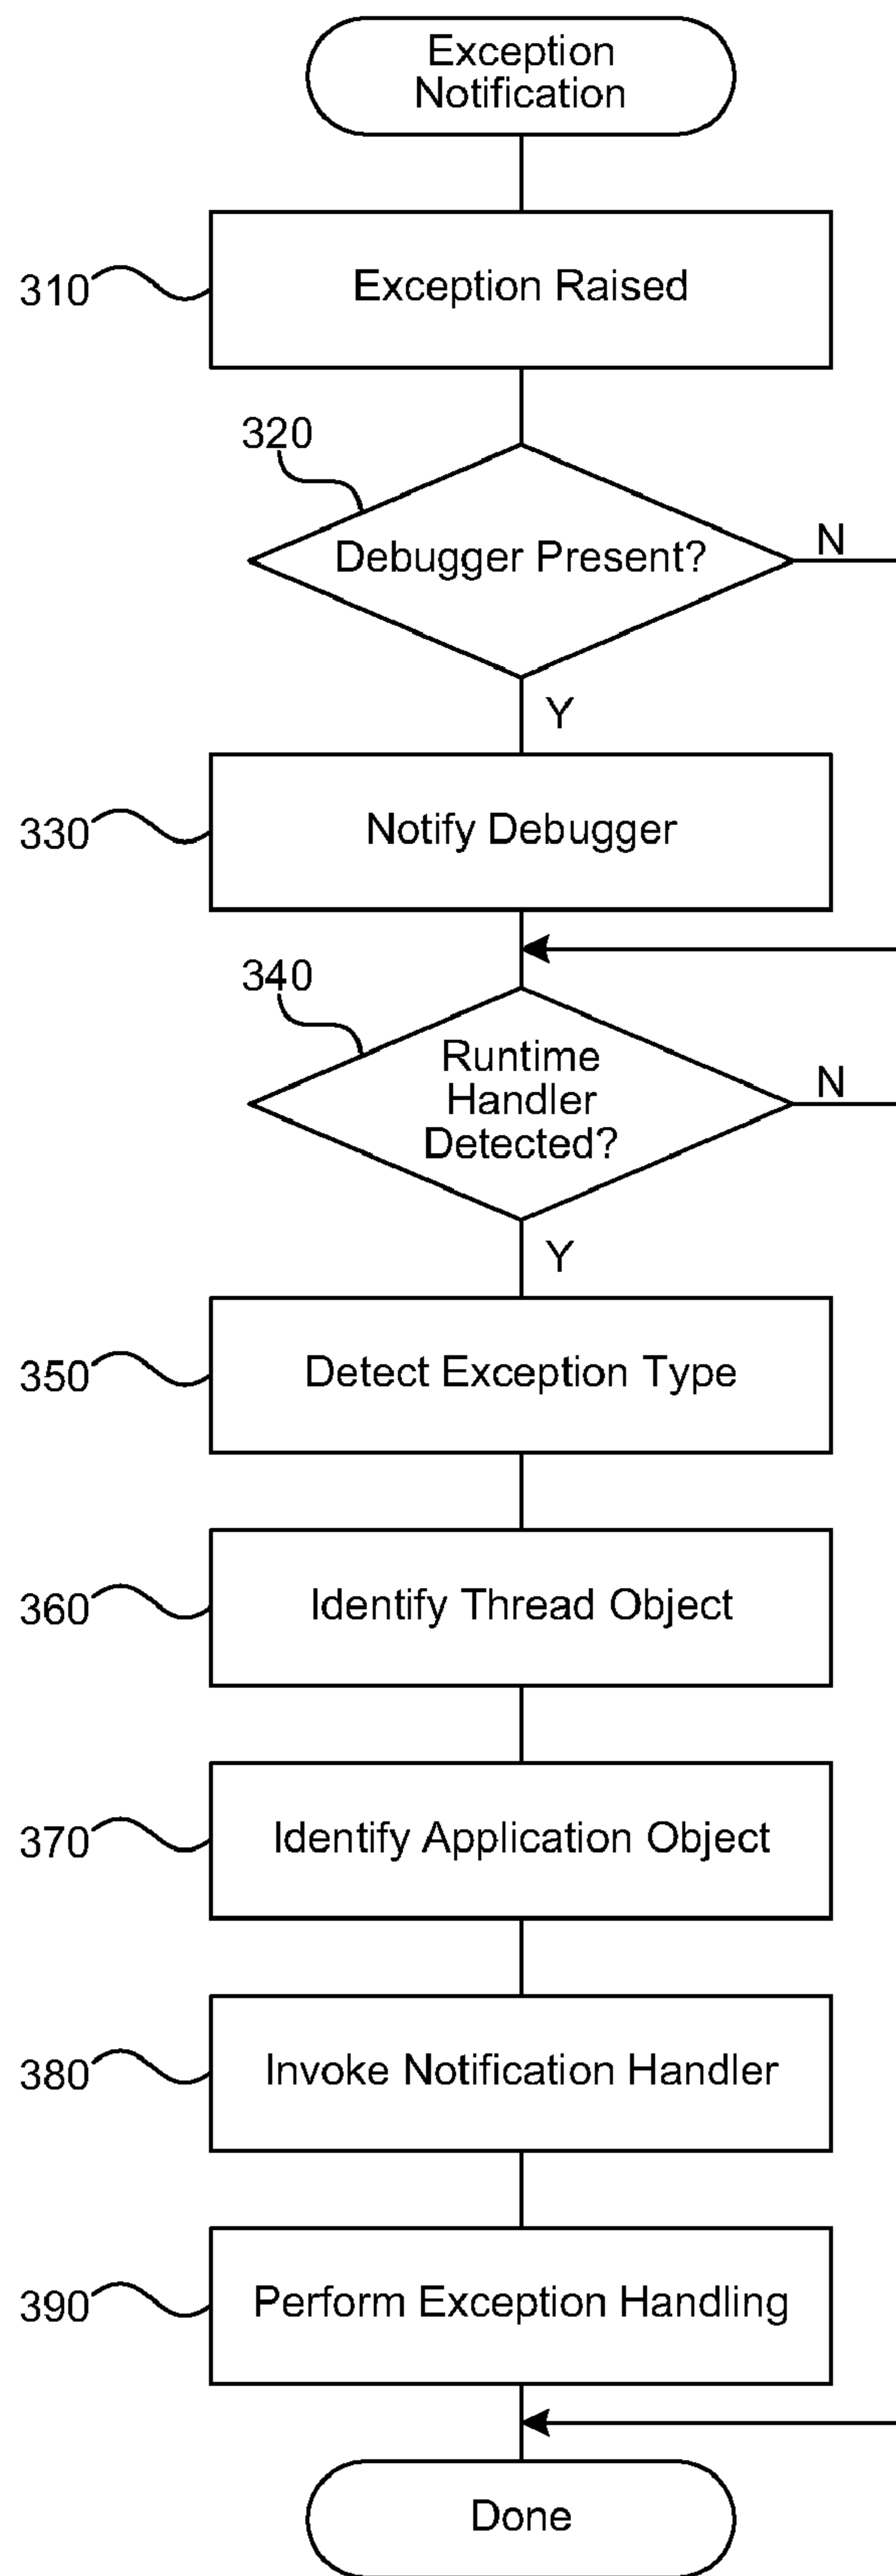 Exception
Notification
310
Exception Raised
320
Debugger Present?
N
Y
330
Notify Debugger
340
Runtime
Handler
Detected?
N
Y
350
Detect Exception Type
360
Identify Thread Object
370
Identify Application Object
380
Invoke Notification Handler
390
Perform Exception Handling
Done